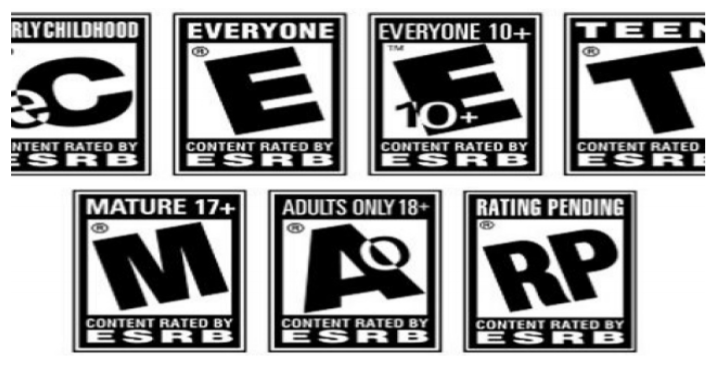 RLY CHILDHOOD
eC
NTENT RATED BY
ESRB
EVERYONE
®
E
CONTENT RATED BY
ESRB
EVERYONE 10+
™
E
10+
CONTENT RATED BY
ESRB
TEEN
®
T
CONTENT RATED
ESRB
MATURE 17+
®
M
CONTENT RATED BY
ESRB
ADULTS ONLY 18+
®
AO
CONTENT RATED BY
ESRB
RATING PENDING
®
RP
CONTENT RATED BY
ESRB